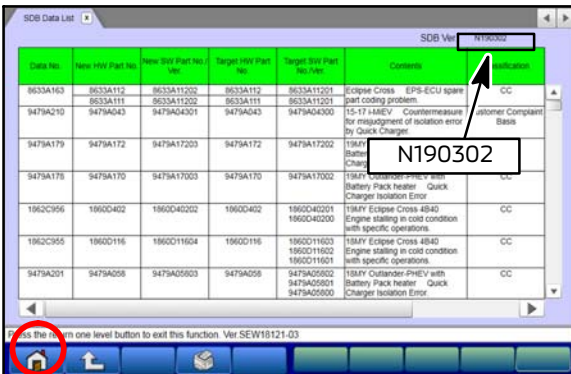 SDB Data List x
SDB Ver. N190302
Data No. New HW Part No. New SW Part No./Ver. Target HW Part No. Target SW Part No./Ver. Contents
8633A163 8633A112 8633A11202 8633A112 8633A11201 Eclipse Cross EPS-ECU spare CC
8633A111 8633A11202 8633A111 8633A11201 part coding problem.
9479A210 9479A043 9479A04301 9479A043 9479A04300 15-17 i-MiEV Countermeasure
for misjudgment of isolation error
by Quick Charger.
Customer Complaint
Basis
9479A179 9479A172 9479A17203 9479A172 9479A17202 19MY
N190302
9479A178 9479A170 9479A17003 9479A170 9479A17002 19MY Outlander-PHEV with CC
Battery Pack heater Quick
Charger Isolation Error
1862C956 1860D402 1860D40202 1860D402 1860D40201 19MY Eclipse Cross 4B40 CC
1860D40200 Engine stalling in cold condition
with specific operations.
1862C955 1860D116 1860D11604 1860D116 1860D11603 18MY Eclipse Cross 4B40 CC
1860D11602 Engine stalling in cold condition
1860D11601 with specific operations.
9479A201 9479A058 9479A05803 9479A058 9479A05802 18MY Outlander-PHEV with CC
9479A05801 Battery Pack heater Quick
9479A05800 Charger Isolation Error.
Press the return one level button to exit this function. Ver.SEW18121-03